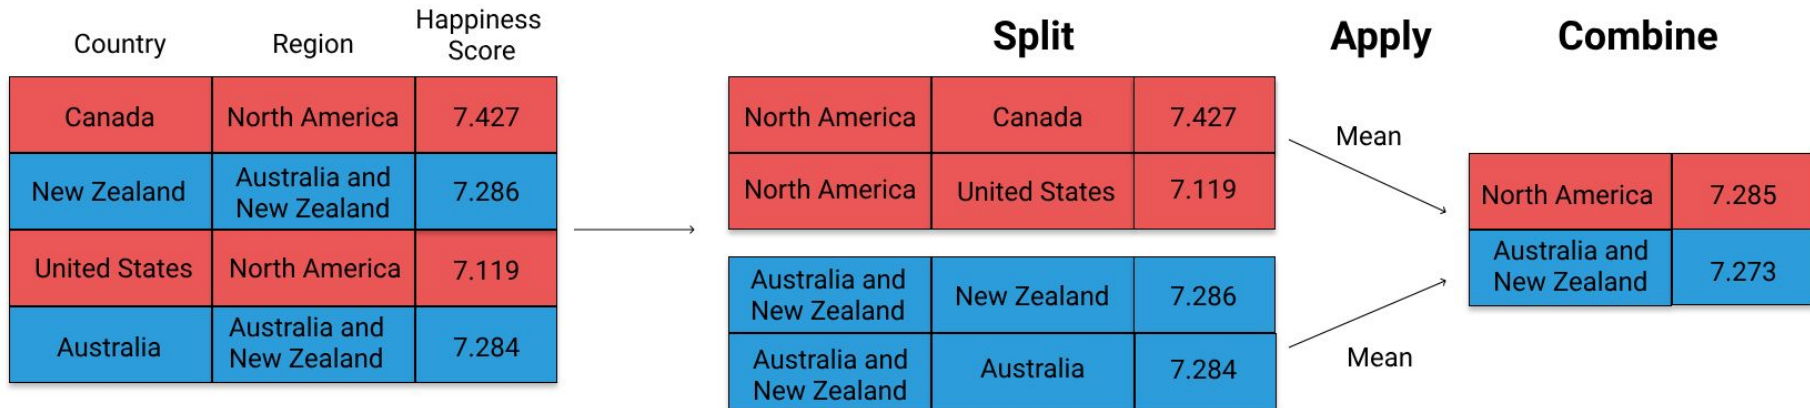 Country Region Happiness Score
Canada North America 7.427
New Zealand Australia and New Zealand 7.286
United States North America 7.119
Australia Australia and New Zealand 7.284
Split
North America Canada 7.427
North America United States 7.119
Australia and New Zealand New Zealand 7.286
Australia and New Zealand Australia 7.284
Apply
Mean
Mean
Combine
North America 7.285
Australia and New Zealand 7.273